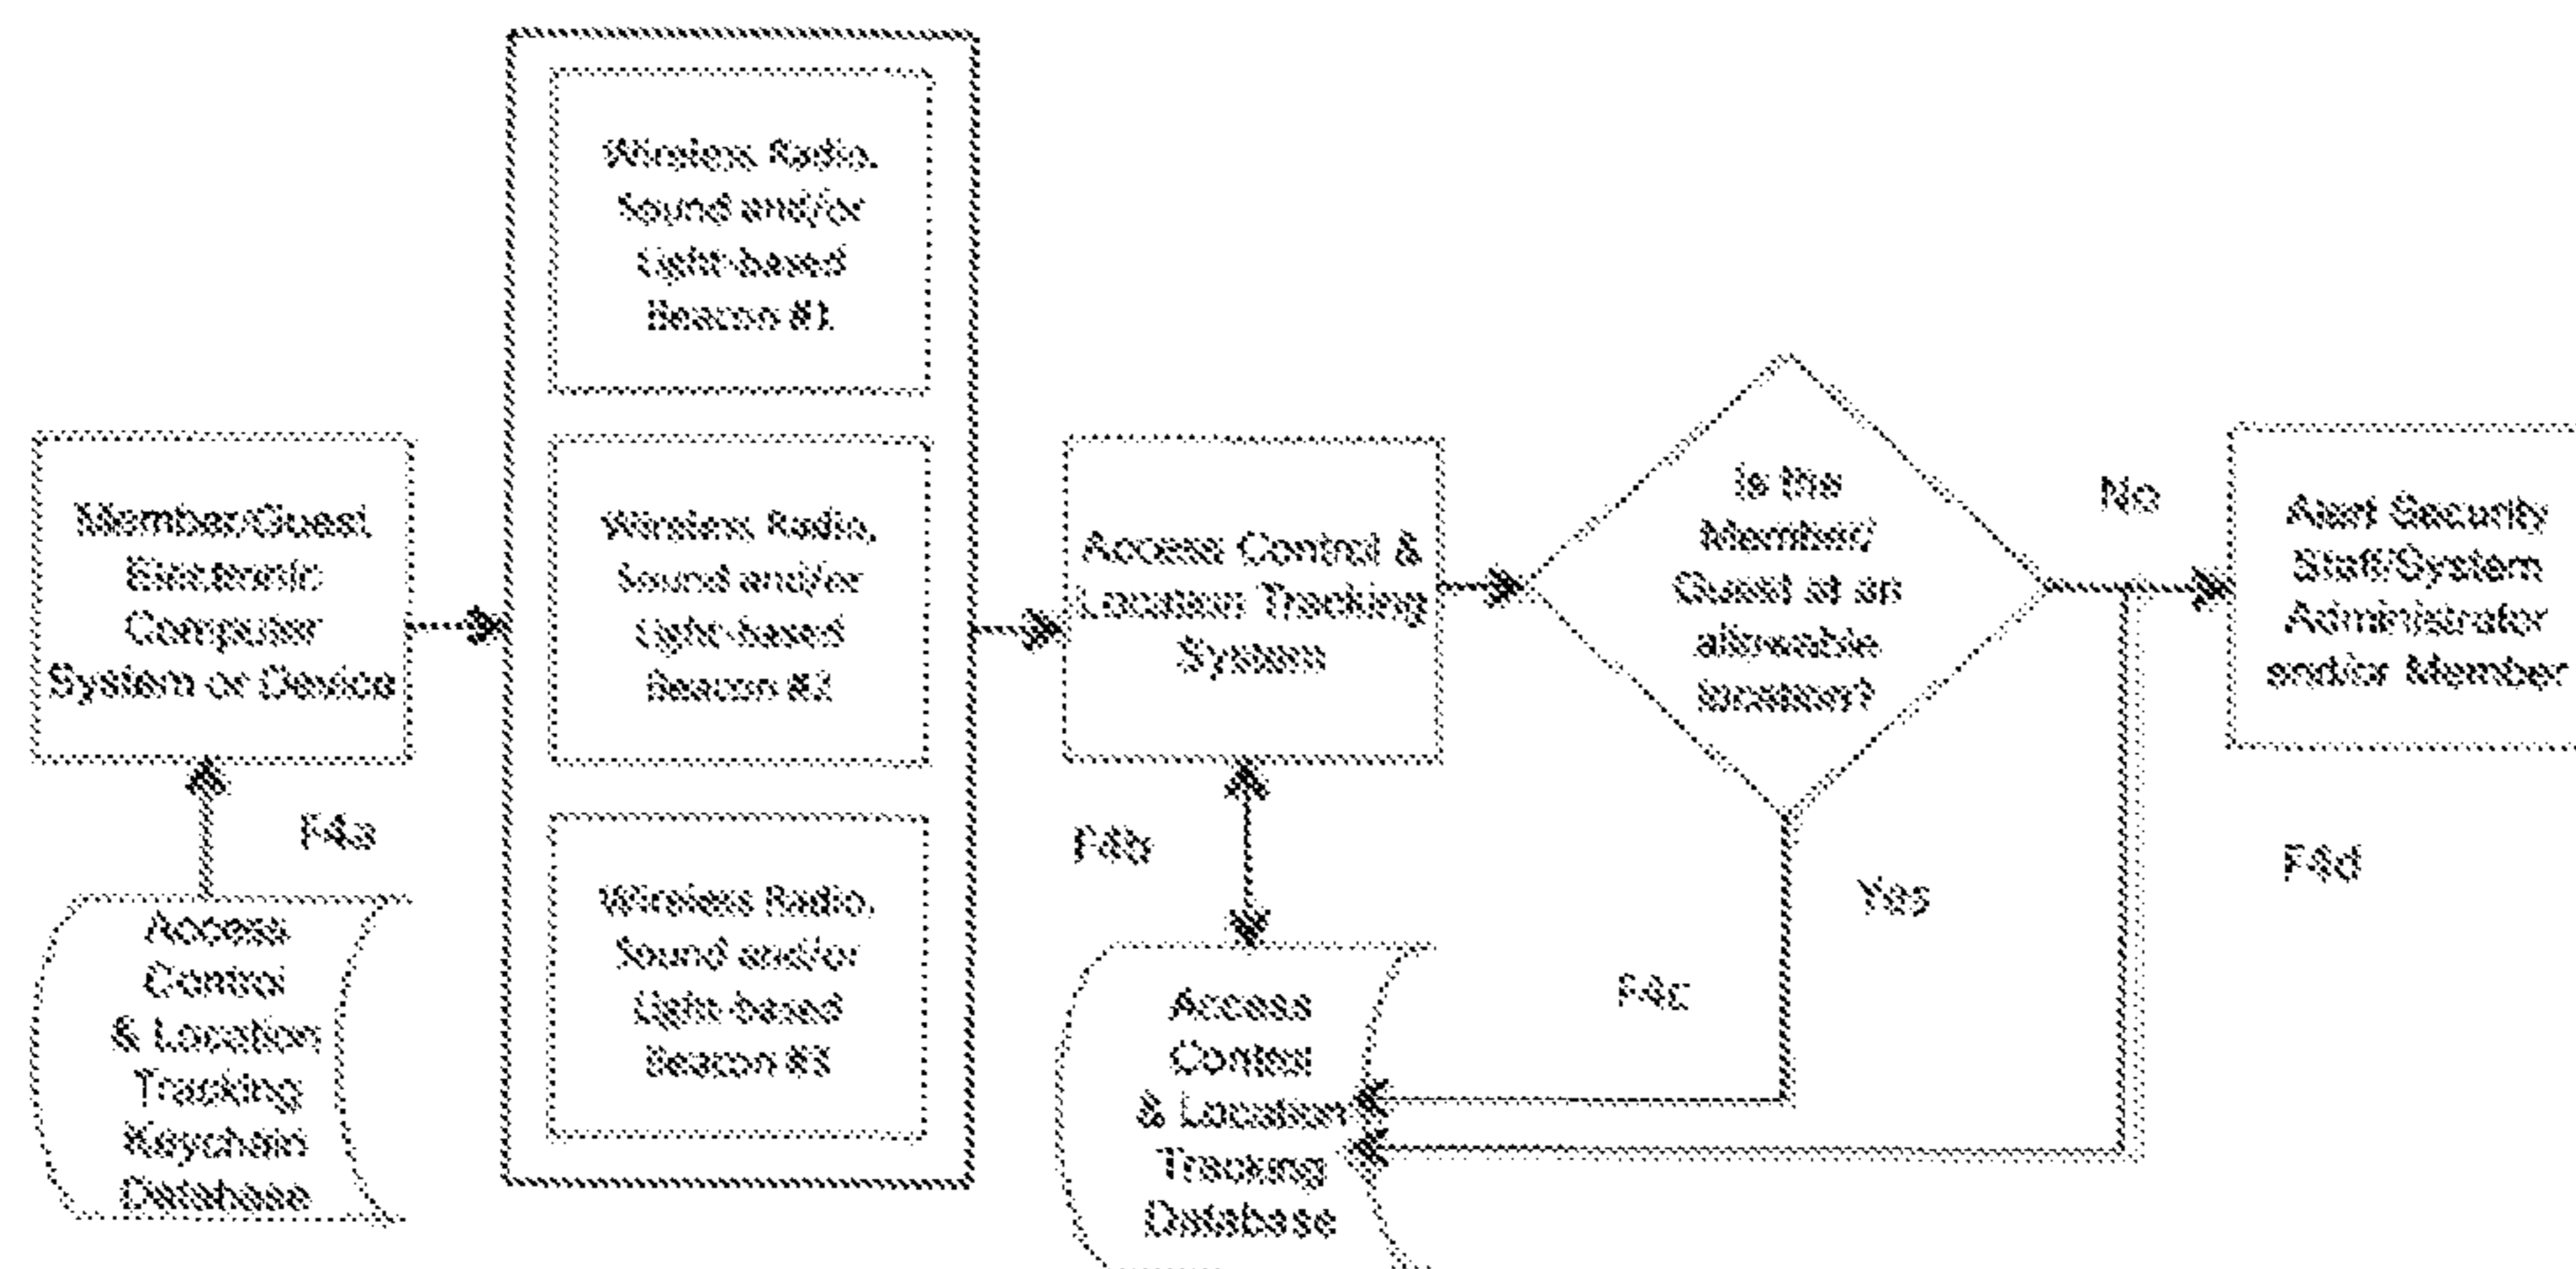 Wireless Radio,
Sound and/or
Light-based
Beacon #1
Member/Guest
Electronic
Computer
System or Device
Wireless Radio,
Sound and/or
Light-based
Beacon #2
Access Control &
Location Tracking
System
Is the
Member/
Guest at an
allowable
location?
No
Alert Security
Staff/System
Administrator
and/or Member
F4a
F4b
F4c
Yes
F4d
Access
Control
& Location
Tracking
Keychain
Database
Wireless Radio,
Sound and/or
Light-based
Beacon #3
Access
Control
& Location
Tracking
Database